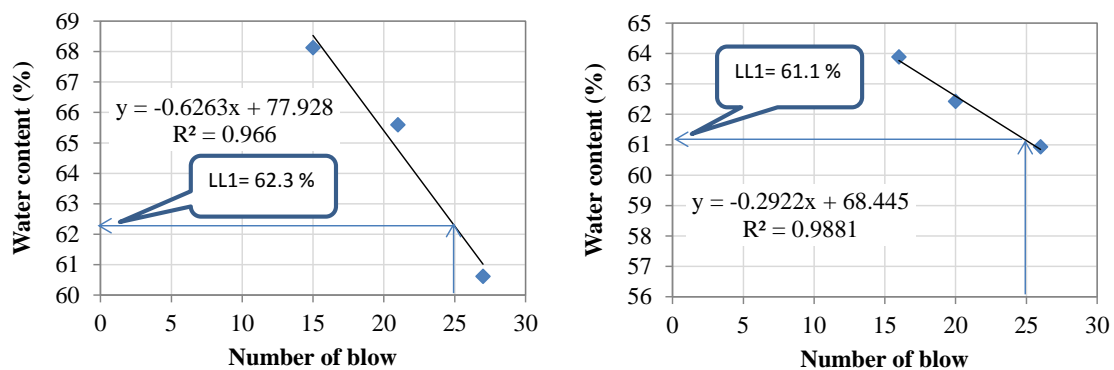 69
68
67
66
65
64
63
62
61
60
Water content (%)
y = -0.6263x + 77.928
R² = 0.966
LL1= 62.3 %
0 5 10 15 20 25 30
Number of blow
65
64
63
62
61
60
59
58
57
56
Water content (%)
LL1= 61.1 %
y = -0.2922x + 68.445
R² = 0.9881
0 5 10 15 20 25 30
Number of blow